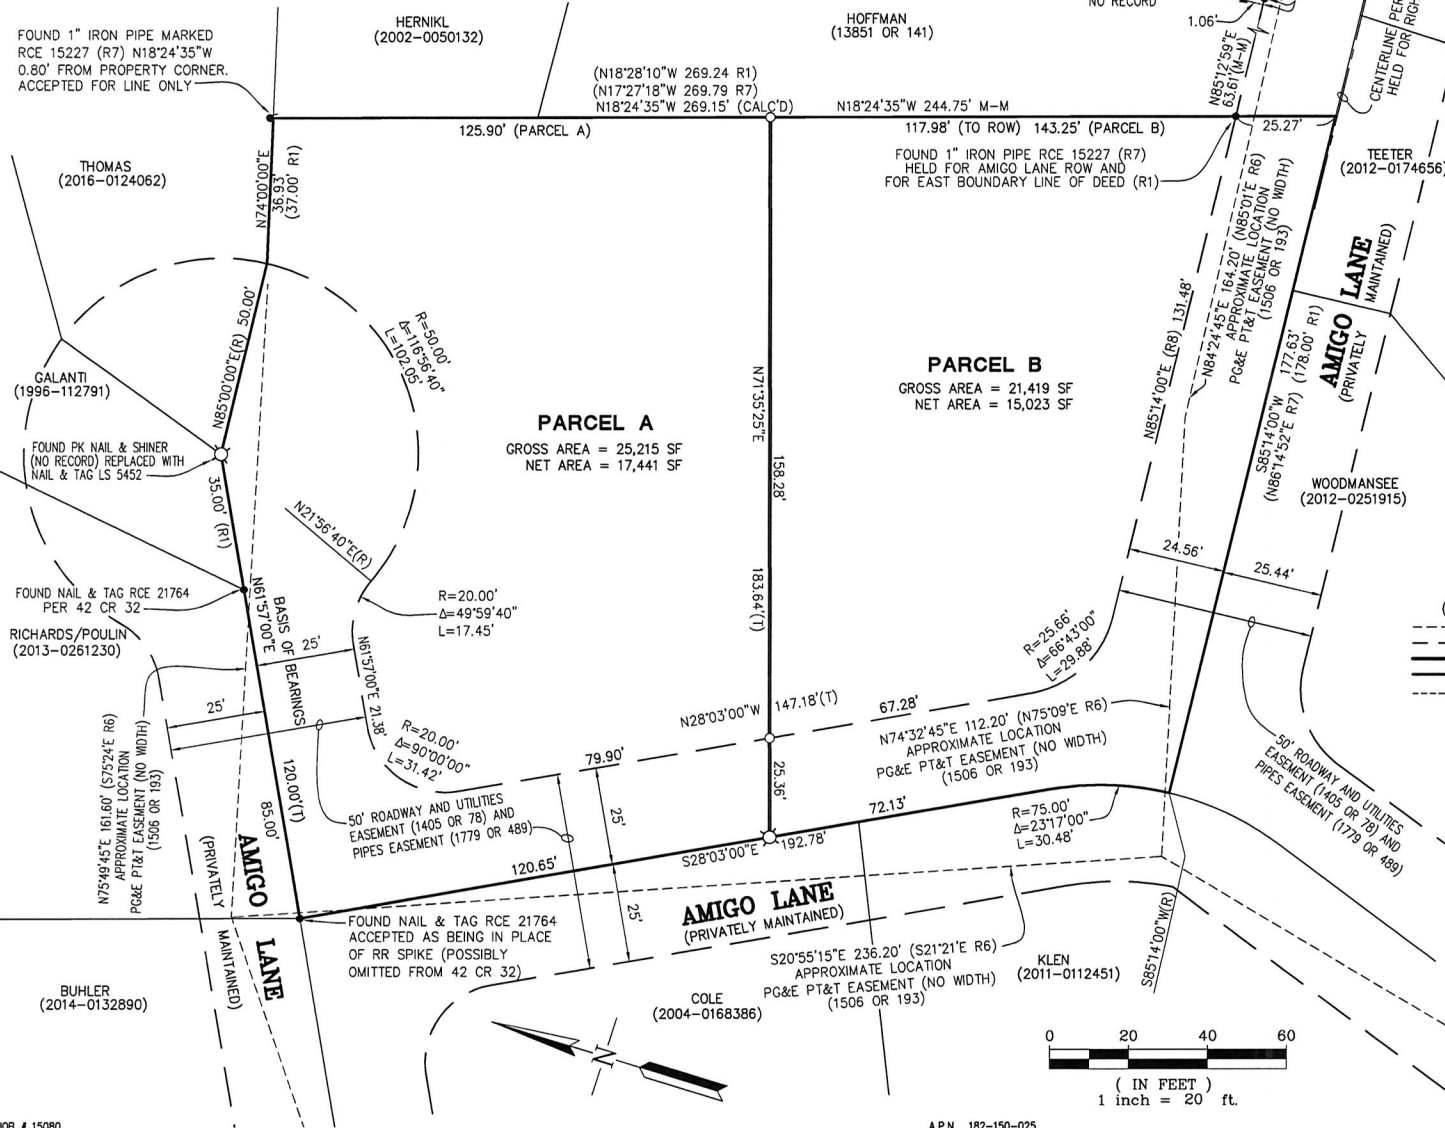 FOUND 1" IRON PIPE MARKED
RCE 15227 (R7) N18°24'35"W
0.80' FROM PROPERTY CORNER.
ACCEPTED FOR LINE ONLY
HERNIKL
(2002-0050132)
HOFFMAN
(13851 OR 141)
NO RECORD
1.06'
N85°12'59"E
63.61'(M-M)
CENTERLINE PER
HELD FOR RIGH
(N18°28'10"W 269.24 R1)
(N17°27'18"W 269.79 R7)
N18°24'35"W 269.15' (CALC'D)
N18°24'35"W 244.75' M-M
125.90' (PARCEL A)
117.98' (TO ROW) 143.25' (PARCEL B)
25.27'
FOUND 1" IRON PIPE RCE 15227 (R7)
HELD FOR AMIGO LANE ROW AND
FOR EAST BOUNDARY LINE OF DEED (R1)
TEETER
(2012-0174656)
THOMAS
(2016-0124062)
N74°00'00"E
36.93'
(37.00' R1)
N85°00'00"E(R) 50.00'
R=50.00'
Δ=116°56'40"
L=102.05'
GALANTI
(1996-112791)
FOUND PK NAIL & SHINER
(NO RECORD) REPLACED WITH
NAIL & TAG LS 5452
35.00' (R1)
N21°56'40"E(R)
PARCEL A
GROSS AREA = 25,215 SF
NET AREA = 17,441 SF
N71°35'25"E
158.28'
183.64'(T)
PARCEL B
GROSS AREA = 21,419 SF
NET AREA = 15,023 SF
N85°14'00"E (R8) 131.48'
N84°24'45"E 164.20' (N85°01'E R6)
APPROXIMATE LOCATION
PG&E PT&T EASEMENT (NO WIDTH)
(1506 OR 193)
S85°14'00"W 177.63'
(N86°14'52"E R7) (178.00' R1)
AMIGO LANE
(PRIVATELY MAINTAINED)
WOODMANSEE
(2012-0251915)
24.56'
25.44'
FOUND NAIL & TAG RCE 21764
PER 42 CR 32
RICHARDS/POULIN
(2013-0261230)
N61°57'00"E
BASIS OF BEARINGS
25'
R=20.00'
Δ=49°59'40"
L=17.45'
N61°57'00"E 21.38'
25'
R=20.00'
Δ=90°00'00"
L=31.42'
R=25.66'
Δ=66°43'00"
L=29.88'
N28°03'00"W 147.18'(T)
67.28'
79.90'
N74°32'45"E 112.20' (N75°09'E R6)
APPROXIMATE LOCATION
PG&E PT&T EASEMENT (NO WIDTH)
(1506 OR 193)
50' ROADWAY AND UTILITIES
EASEMENT (1405 OR 78) AND
PIPES EASEMENT (1779 OR 489)
N75°49'45"E 161.60' (S75°24'E R6)
APPROXIMATE LOCATION
PG&E PT&T EASEMENT (NO WIDTH)
(1506 OR 193)
120.00'(T)
85.00'
50' ROADWAY AND UTILITIES
EASEMENT (1405 OR 78) AND
PIPES EASEMENT (1779 OR 489)
25'
25.36'
72.13'
R=75.00'
Δ=23°17'00"
L=30.48'
S28°03'00"E 192.78'
120.65'
AMIGO LANE
(PRIVATELY MAINTAINED)
AMIGO LANE
(PRIVATELY MAINTAINED)
25'
FOUND NAIL & TAG RCE 21764
ACCEPTED AS BEING IN PLACE
OF RR SPIKE (POSSIBLY
OMITTED FROM 42 CR 32)
S20°55'15"E 236.20' (S21°21'E R6)
APPROXIMATE LOCATION
PG&E PT&T EASEMENT (NO WIDTH)
(1506 OR 193)
KLEN
(2011-0112451)
S85°14'00"W(R)
BUHLER
(2014-0132890)
COLE
(2004-0168386)
N
0 20 40 60
( IN FEET )
1 inch = 20 ft.
JOB # 15080
A.P.N. 182-150-025